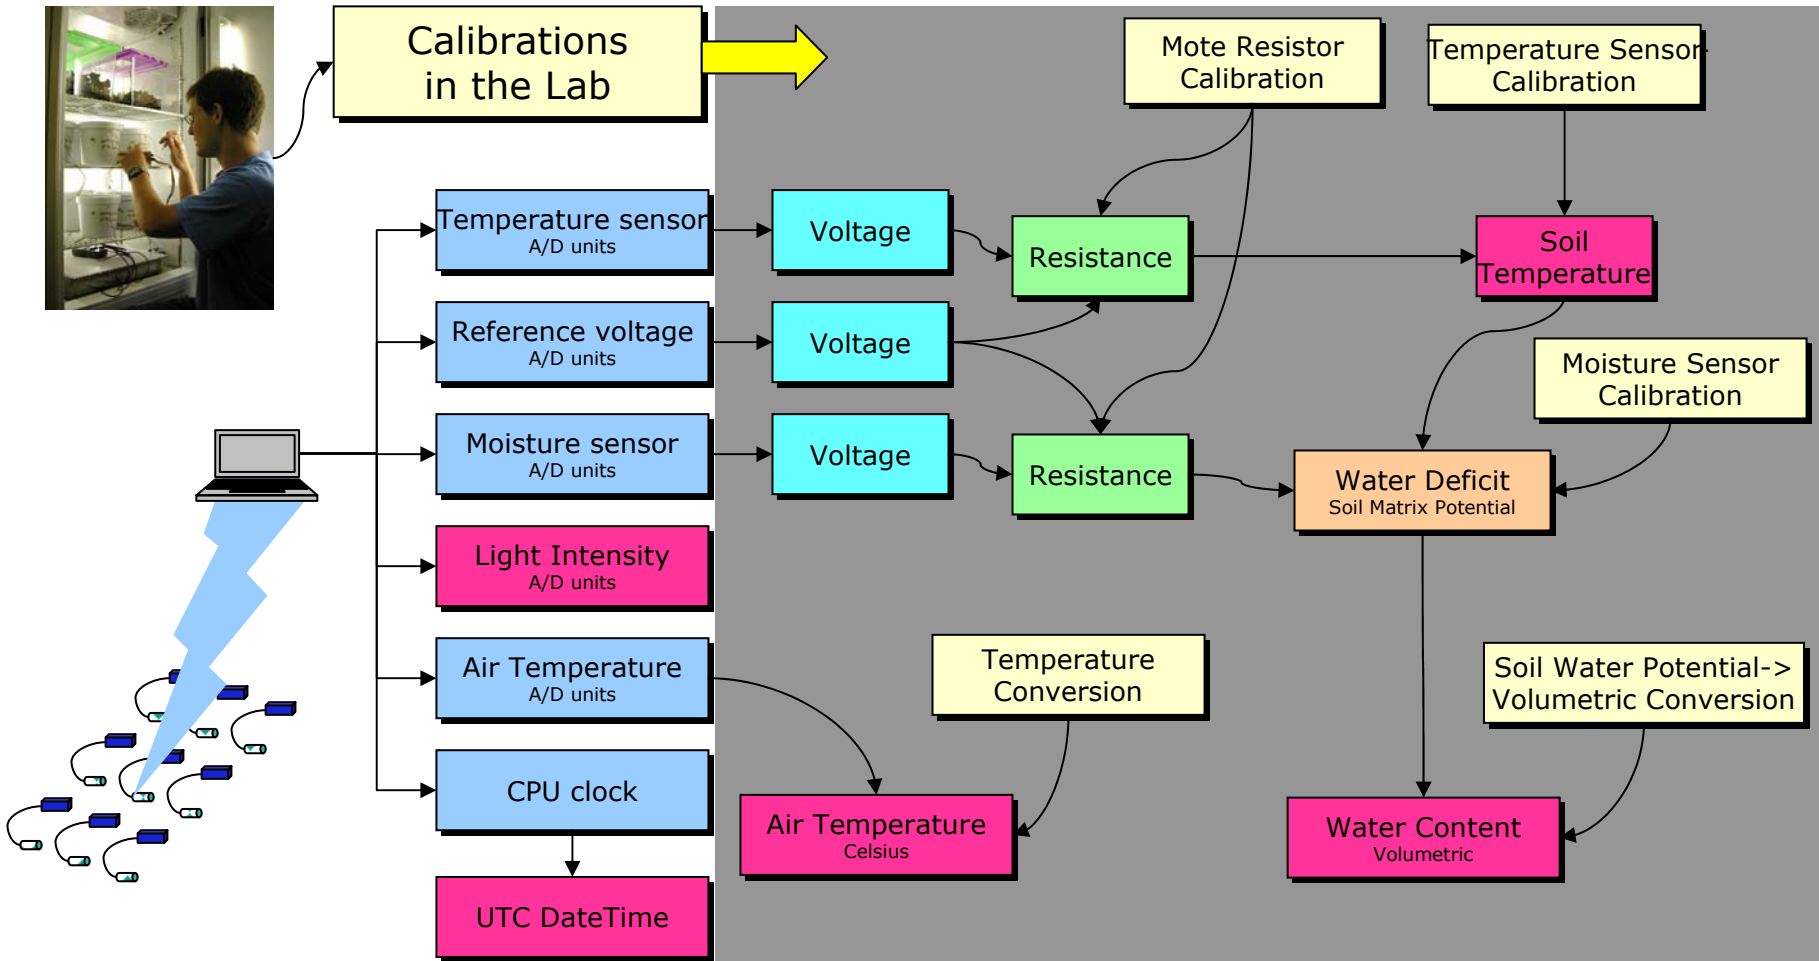 Calibrations
in the Lab
Mote Resistor
Calibration
Temperature Sensor
Calibration
Temperature sensor
A/D units
Voltage
Resistance
Soil
Temperature
Reference voltage
A/D units
Voltage
Moisture Sensor
Calibration
Moisture sensor
A/D units
Voltage
Resistance
Water Deficit
Soil Matrix Potential
Light Intensity
A/D units
Air Temperature
A/D units
Temperature
Conversion
Soil Water Potential->
Volumetric Conversion
CPU clock
Air Temperature
Celsius
Water Content
Volumetric
UTC DateTime